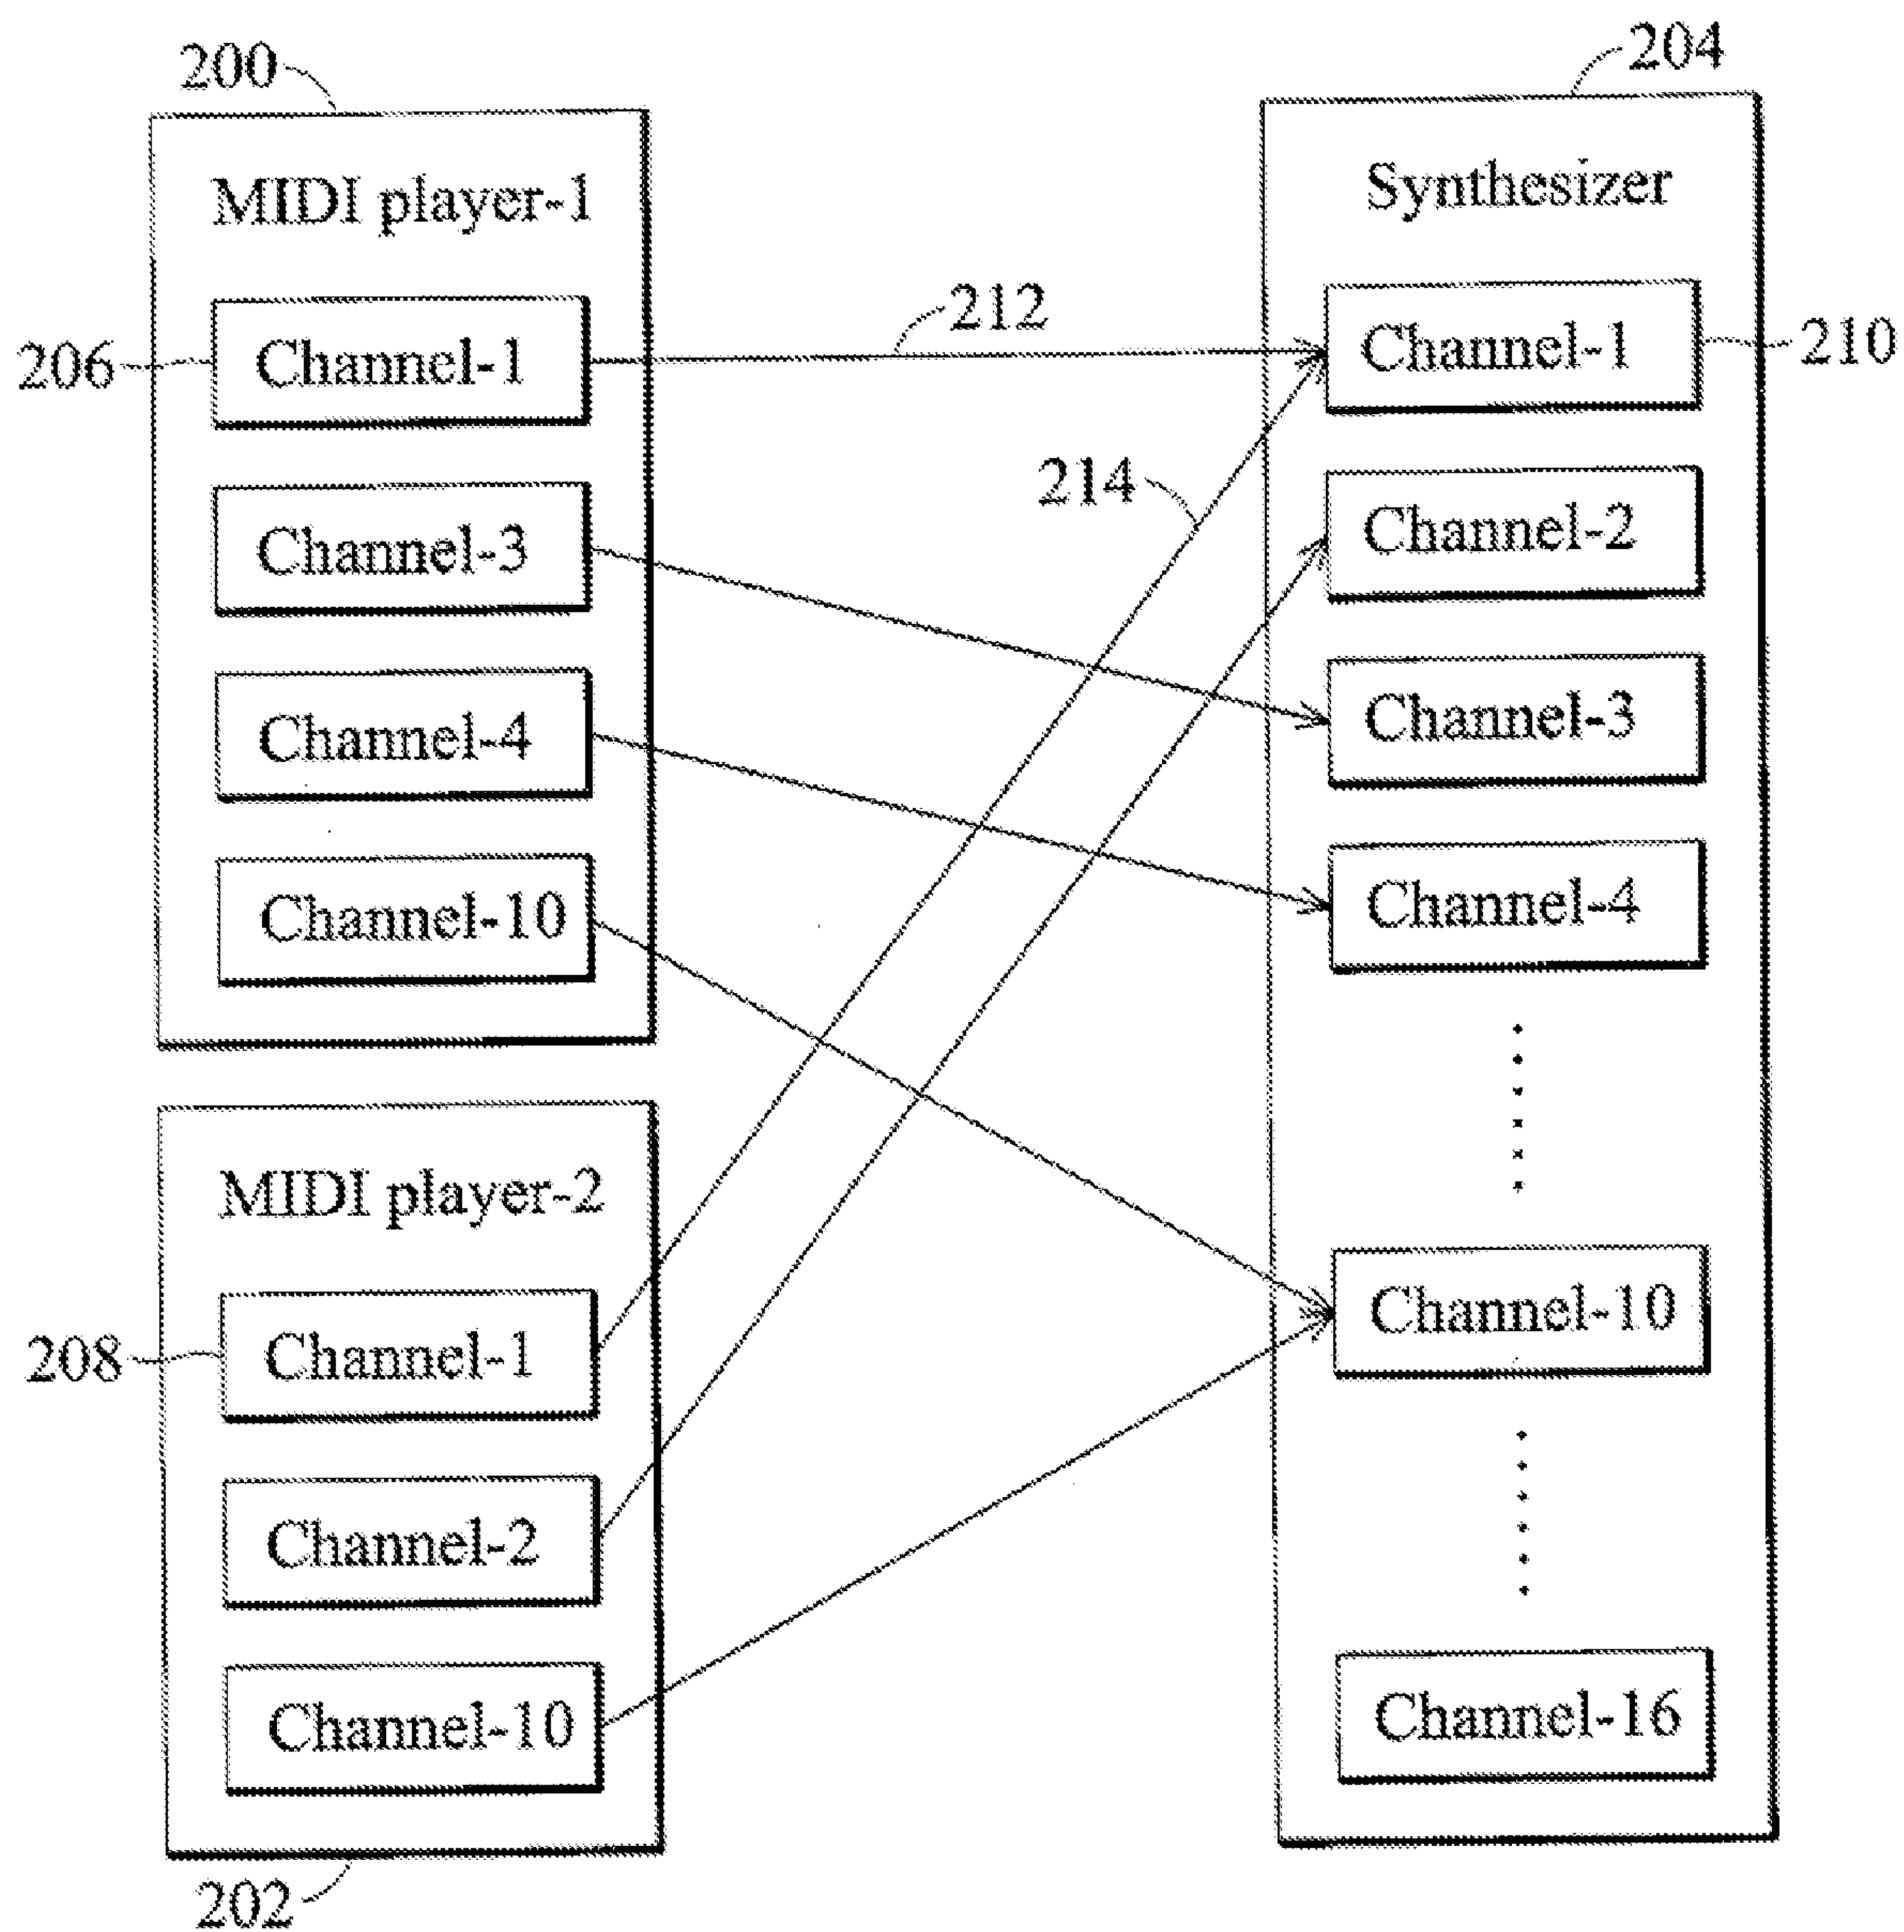 200
MIDI player-1
206
Channel-1
Channel-3
Channel-4
Channel-10
MIDI player-2
208
Channel-1
Channel-2
Channel-10
202
212
214
204
Synthesizer
Channel-1
210
Channel-2
Channel-3
Channel-4
Channel-10
Channel-16